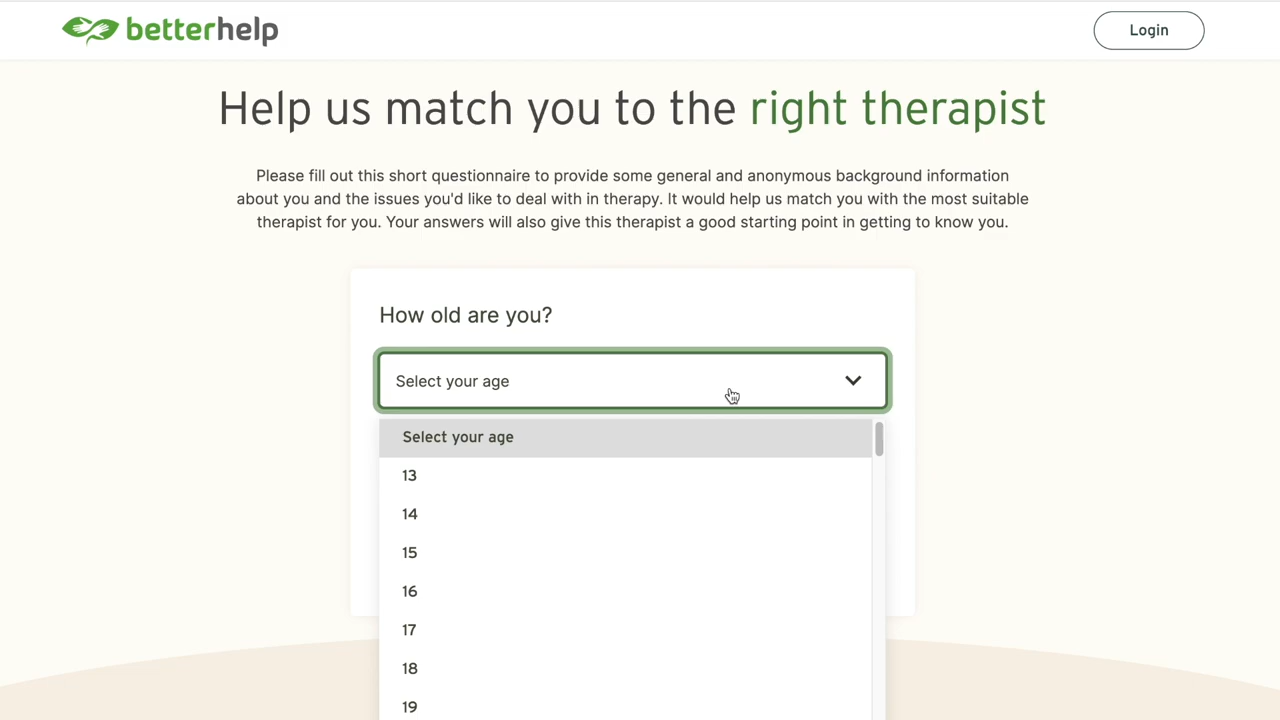 betterhelp
Login
Help us match you to the right therapist
Please fill out this short questionnaire to provide some general and anonymous background information
about you and the issues you'd like to deal with in therapy. It would help us match you with the most suitable
therapist for you. Your answers will also give this therapist a good starting point in getting to know you.
How old are you?
Select your age
Select your age
13
14
15
16
17
18
19